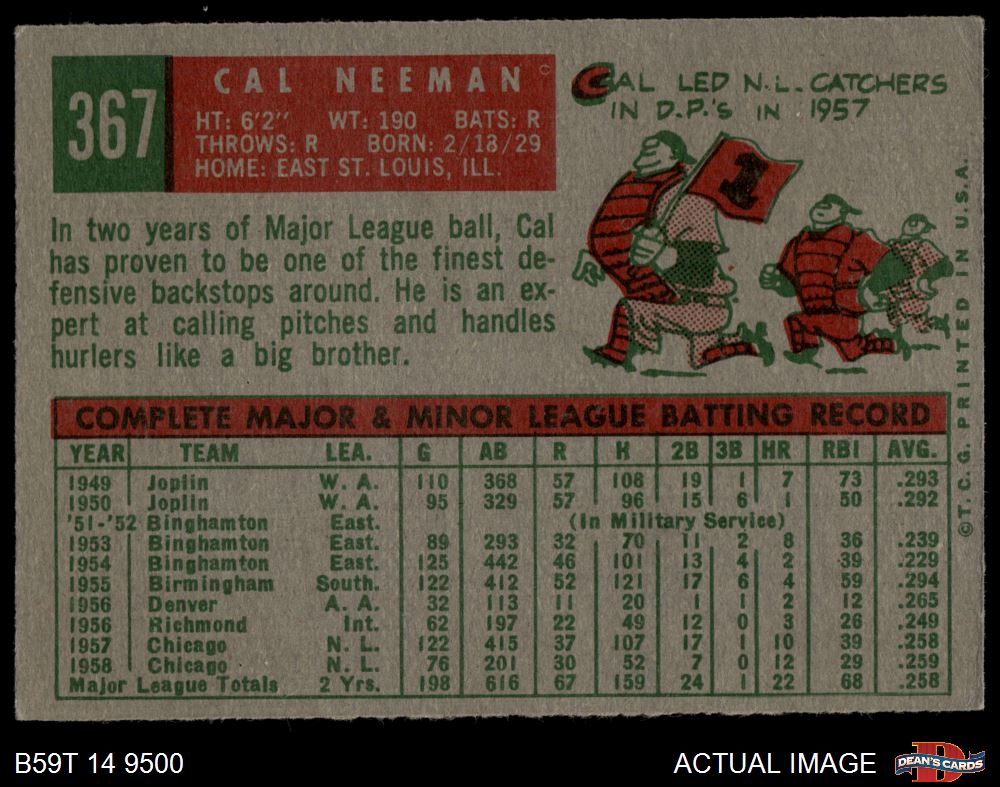 367
CAL NEEMAN
HT: 6'2" WT: 190 BATS: R
THROWS: R BORN: 2/18/29
HOME: EAST ST. LOUIS, ILL.
CAL LED N.L. CATCHERS
IN D.P.'S IN 1957
1
In two years of Major League ball, Cal
has proven to be one of the finest de-
fensive backstops around. He is an ex-
pert at calling pitches and handles
hurlers like a big brother.
COMPLETE MAJOR & MINOR LEAGUE BATTING RECORD
YEAR TEAM LEA. G AB R H 2B 3B HR RBI AVG.
1949 Joplin W. A. 110 368 57 108 19 1 7 73 .293
1950 Joplin W. A. 95 329 57 96 15 6 1 50 .292
'51-'52 Binghamton East. (In Military Service)
1953 Binghamton East. 89 293 32 70 11 2 8 36 .239
1954 Binghamton East. 122 442 46 101 13 4 2 39 .229
1955 Birmingham South. 122 412 52 121 17 6 4 59 .294
1956 Denver A. A. 32 113 11 20 1 1 2 12 .265
1956 Richmond Int. 62 197 22 49 12 0 3 26 .249
1957 Chicago N. L. 122 415 37 107 17 1 10 39 .258
1958 Chicago N. L. 76 201 30 52 7 0 12 29 .259
Major League Totals 2 Yrs. 198 616 67 159 24 1 22 68 .258
©T.C.G. PRINTED IN U.S.A.
B59T 14 9500
ACTUAL IMAGE
D
DEAN'S CARDS